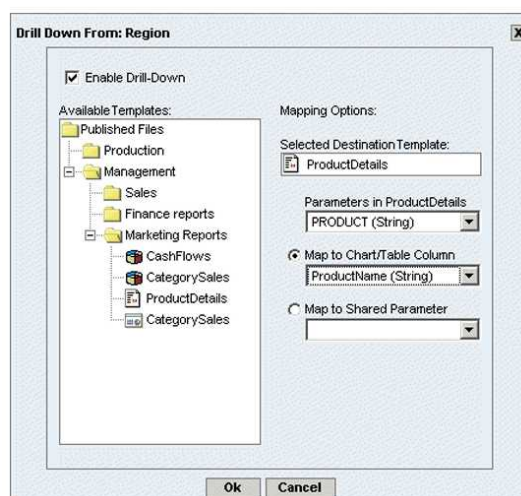 Drill Down From: Region
X
Enable Drill-Down
Available Templates:
Published Files
Production
Management
Sales
Finance reports
Marketing Reports
CashFlows
CategorySales
ProductDetails
CategorySales
Mapping Options:
Selected Destination Template:
ProductDetails
Parameters in ProductDetails
PRODUCT (String)
Map to Chart/Table Column
ProductName (String)
Map to Shared Parameter
Ok
Cancel